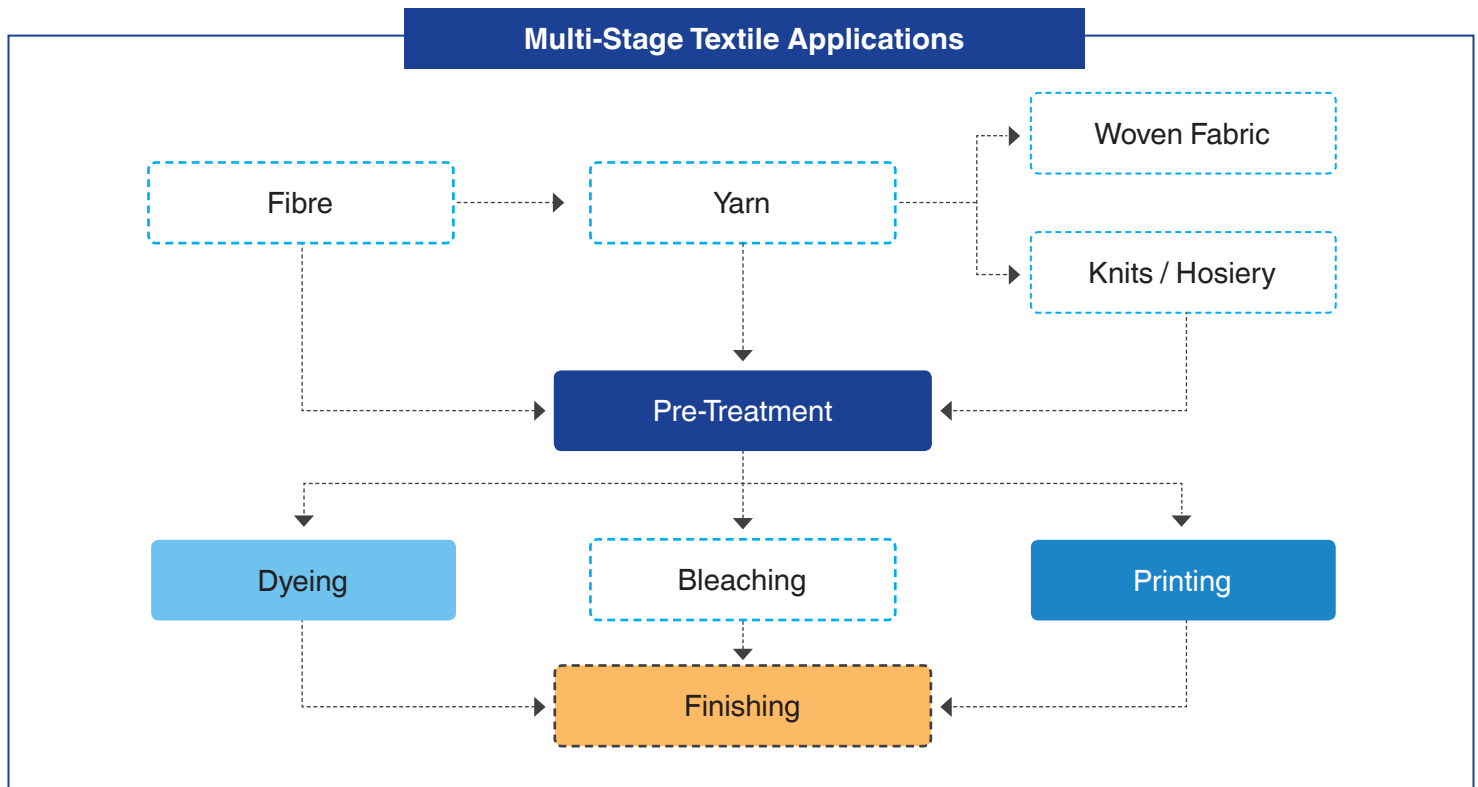 Multi-Stage Textile Applications
Woven Fabric
Fibre
Yarn
Knits / Hosiery
Pre-Treatment
Dyeing
Bleaching
Printing
Finishing